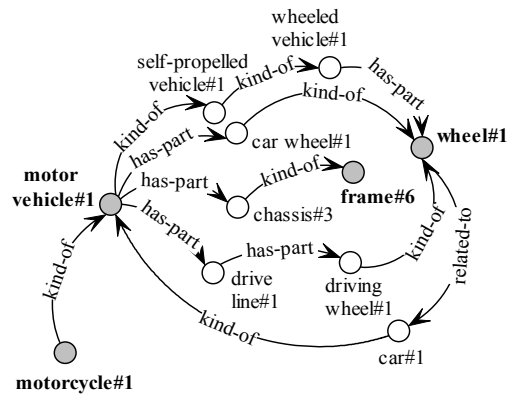 wheeled
vehicle#1
self-propelled
vehicle#1
kind-of
has-part
kind-of
kind-of
has-part
car wheel#1
wheel#1
motor
vehicle#1
has-part
kind-of
frame#6
chassis#3
has-part
has-part
kind-of
related-to
drive
line#1
driving
wheel#1
kind-of
kind-of
car#1
motorcycle#1